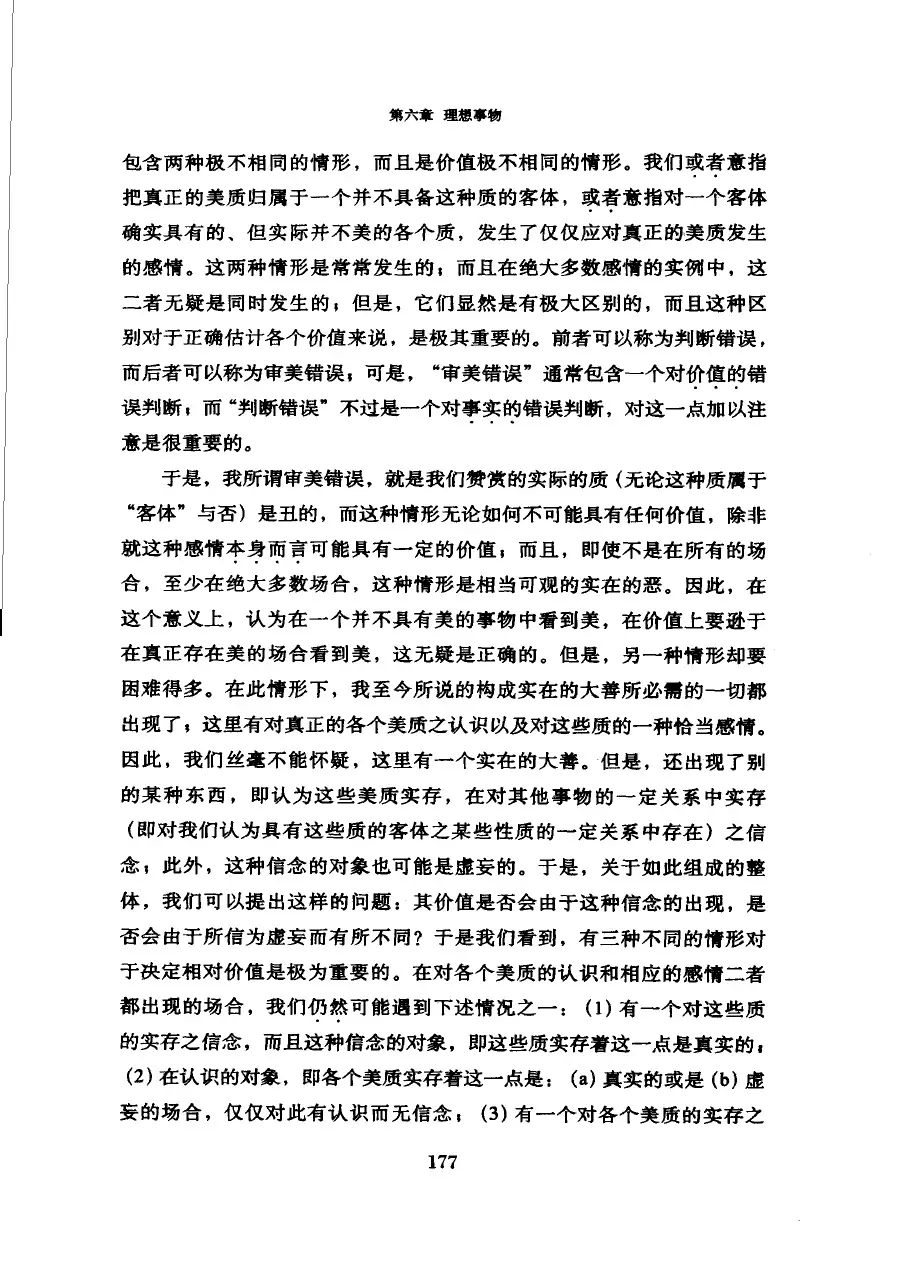 第六章 理想事物
包含两种极不相同的情形，而且是价值极不相同的情形。我们或者意指
把真正的美质归属于一个并不具备这种质的客体，或者意指对一个客体
确实具有的、但实际并不美的各个质，发生了仅仅应对真正的美质发生
的感情。这两种情形是常常发生的；而且在绝大多数感情的实例中，这
二者无疑是同时发生的；但是，它们显然是有极大区别的，而且这种区
别对于正确估计各个价值来说，是极其重要的。前者可以称为判断错误，
而后者可以称为审美错误；可是，“审美错误”通常包含一个对价值的错
误判断；而“判断错误”不过是一个对事实的错误判断，对这一点加以注
意是很重要的。
于是，我所谓审美错误，就是我们赞赏的实际的质（无论这种质属于
“客体”与否）是丑的，而这种情形无论如何不可能具有任何价值，除非
就这种感情本身而言可能具有一定的价值；而且，即使不是在所有的场
合，至少在绝大多数场合，这种情形是相当可观的实在的恶。因此，在
这个意义上，认为在一个并不具有美的事物中看到美，在价值上要逊于
在真正存在美的场合看到美，这无疑是正确的。但是，另一种情形却要
困难得多。在此情形下，我至今所说的构成实在的大善所必需的一切都
出现了；这里有对真正的各个美质之认识以及对这些质的一种恰当感情。
因此，我们丝毫不能怀疑，这里有一个实在的大善。但是，还出现了别
的某种东西，即认为这些美质实存，在对其他事物的一定关系中实存
（即对我们认为具有这些质的客体之某些性质的一定关系中存在）之信
念；此外，这种信念的对象也可能是虚妄的。于是，关于如此组成的整
体，我们可以提出这样的问题：其价值是否会由于这种信念的出现，是
否会由于所信为虚妄而有所不同？于是我们看到，有三种不同的情形对
于决定相对价值是极为重要的。在对各个美质的认识和相应的感情二者
都出现的场合，我们仍然可能遇到下述情况之一：(1)有一个对这些质
的实存之信念，而且这种信念的对象，即这些质实存着这一点是真实的；
(2)在认识的对象，即各个美质实存着这一点是：(a)真实的或是(b)虚
妄的场合，仅仅对此有认识而无信念；(3)有一个对各个美质的实存之
177